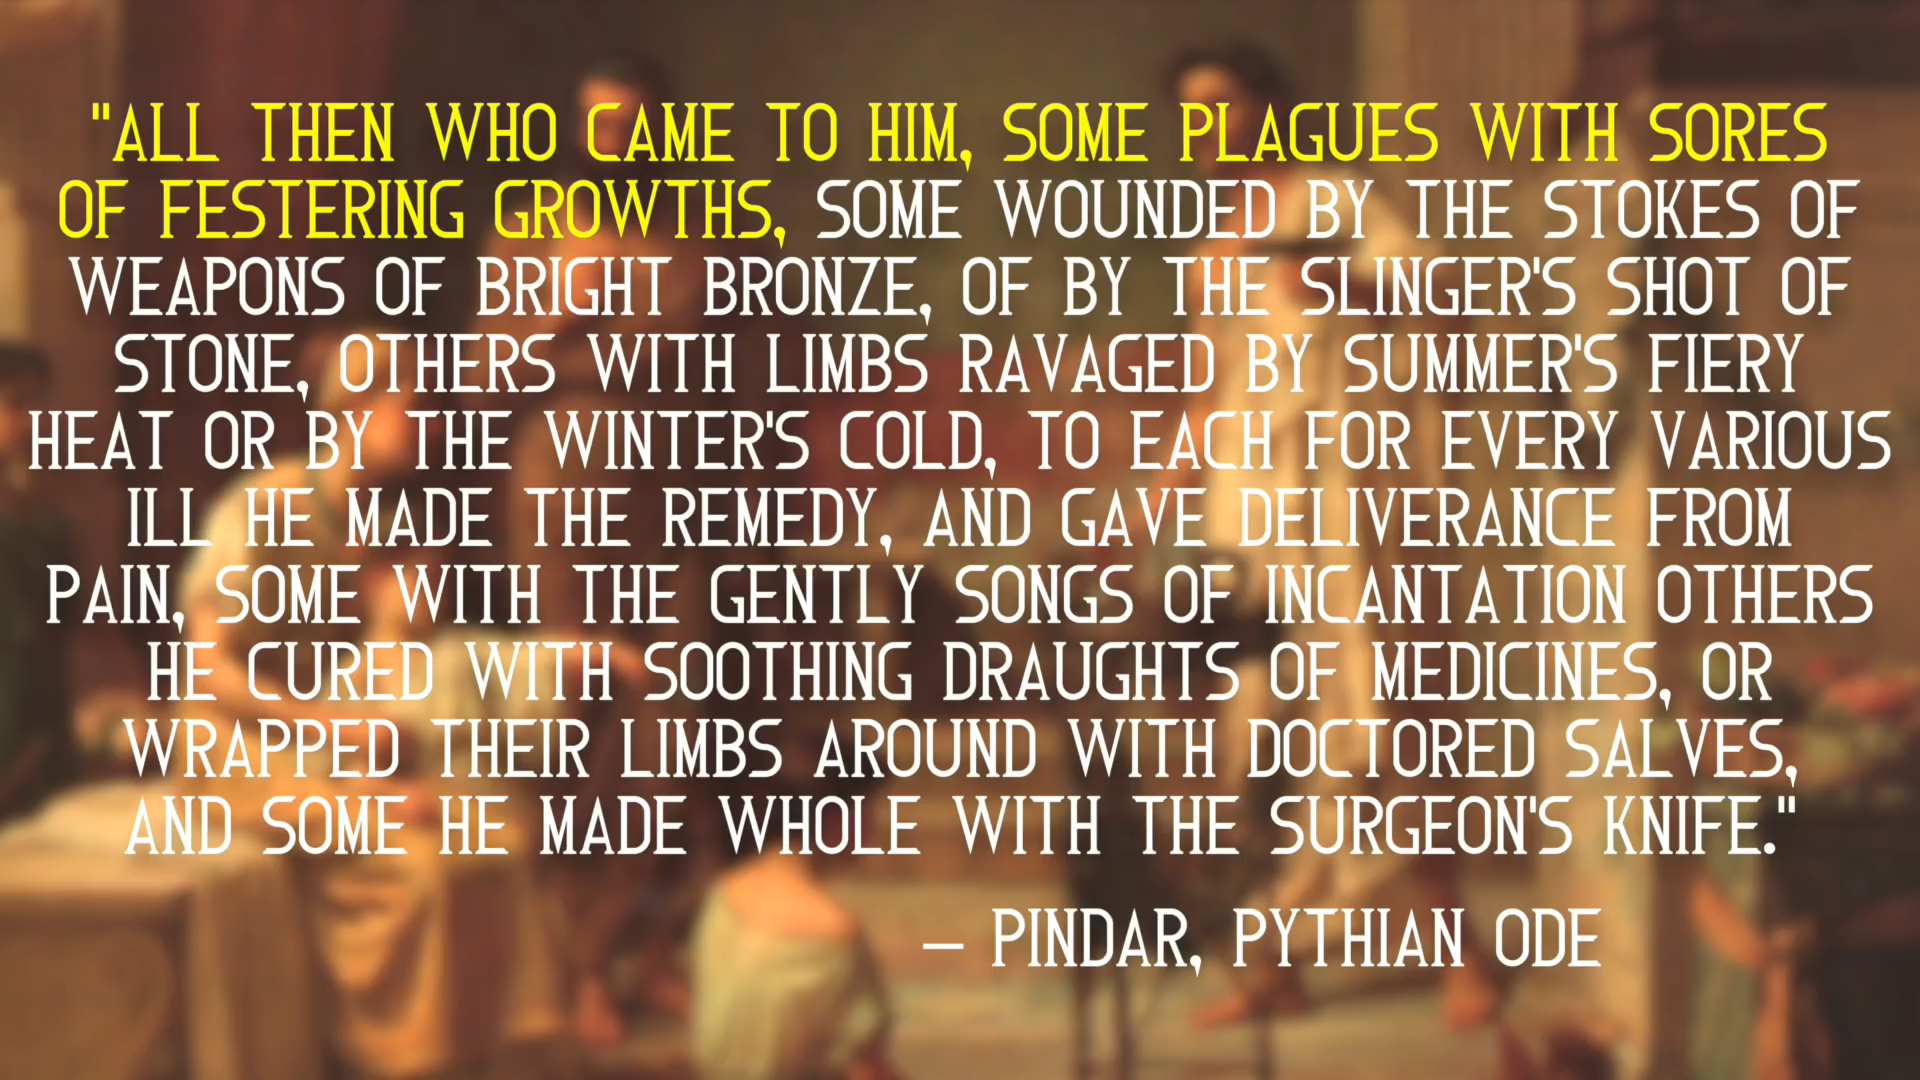 "ALL THEN WHO CAME TO HIM, SOME PLAGUES WITH SORES
OF FESTERING GROWTHS, SOME WOUNDED BY THE STOKES OF
WEAPONS OF BRIGHT BRONZE, OF BY THE SLINGER'S SHOT OF
STONE, OTHERS WITH LIMBS RAVAGED BY SUMMER'S FIERY
HEAT OR BY THE WINTER'S COLD, TO EACH FOR EVERY VARIOUS
ILL HE MADE THE REMEDY, AND GAVE DELIVERANCE FROM
PAIN, SOME WITH THE GENTLY SONGS OF INCANTATION OTHERS
HE CURED WITH SOOTHING DRAUGHTS OF MEDICINES, OR
WRAPPED THEIR LIMBS AROUND WITH DOCTORED SALVES,
AND SOME HE MADE WHOLE WITH THE SURGEON'S KNIFE."
– PINDAR, PYTHIAN ODE